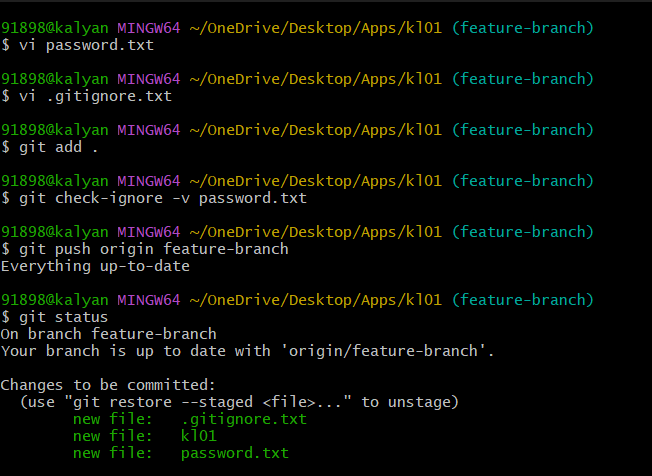 91898@kalyan MINGW64 ~/OneDrive/Desktop/Apps/kl01 (feature-branch)
$ vi password.txt
91898@kalyan MINGW64 ~/OneDrive/Desktop/Apps/kl01 (feature-branch)
$ vi .gitignore.txt
91898@kalyan MINGW64 ~/OneDrive/Desktop/Apps/kl01 (feature-branch)
$ git add .
91898@kalyan MINGW64 ~/OneDrive/Desktop/Apps/kl01 (feature-branch)
$ git check-ignore -v password.txt
91898@kalyan MINGW64 ~/OneDrive/Desktop/Apps/kl01 (feature-branch)
$ git push origin feature-branch
Everything up-to-date
91898@kalyan MINGW64 ~/OneDrive/Desktop/Apps/kl01 (feature-branch)
$ git status
On branch feature-branch
Your branch is up to date with 'origin/feature-branch'.
Changes to be committed:
  (use "git restore --staged <file>..." to unstage)
        new file:   .gitignore.txt
        new file:   kl01
        new file:   password.txt